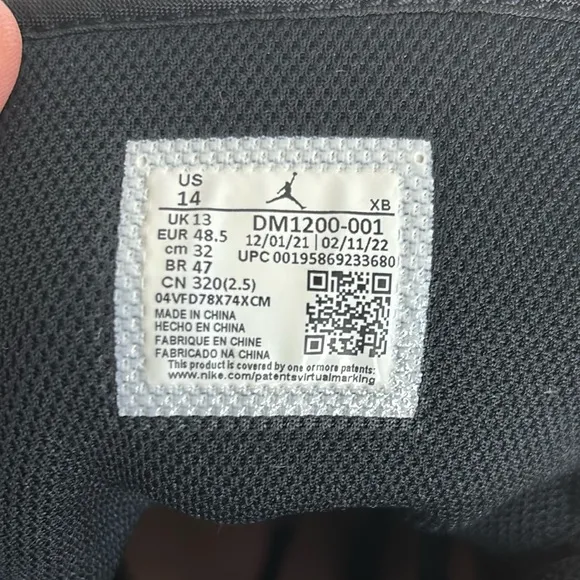 US
14
XB
UK 13
EUR 48.5
cm 32
BR 47
CN 320(2.5)
DM1200-001
12/01/21 | 02/11/22
UPC 00195869233680
04VFD78X74XCM
MADE IN CHINA
HECHO EN CHINA
FABRIQUE EN CHINE
FABRICADO NA CHINA
This product is covered by one or more patents:
www.nike.com/patentsvirtualmarking